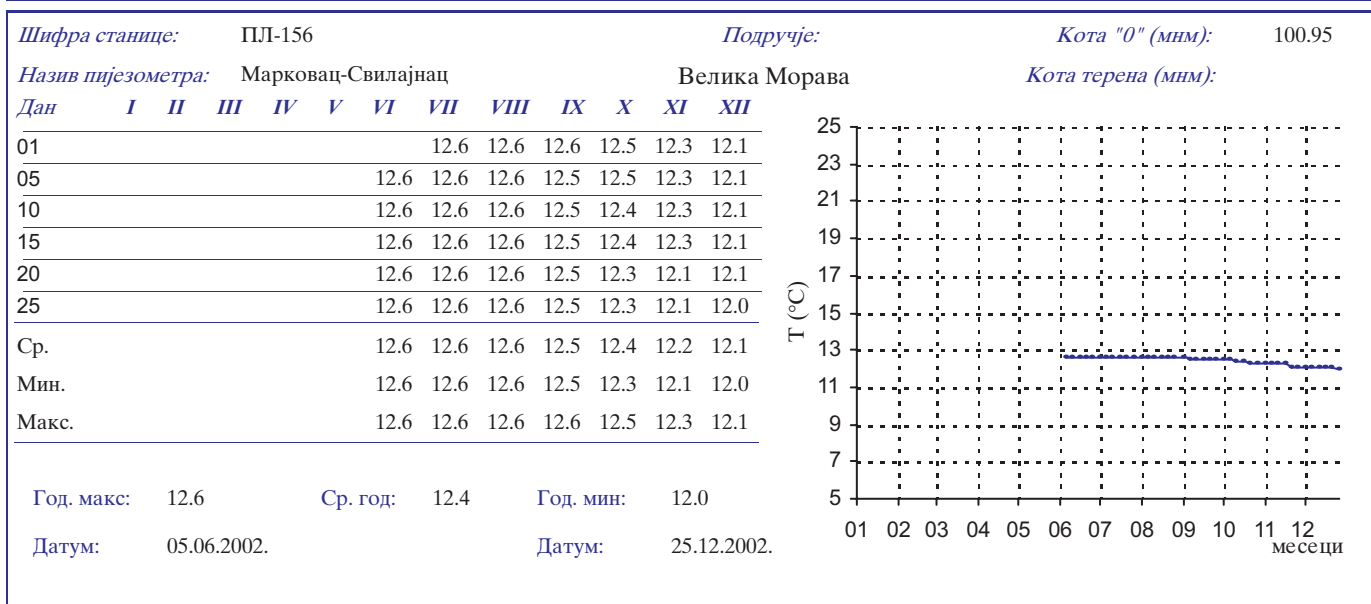 Шифра станице: ПЛ-156 Подручје: Кота "0" (мнм): 100.95
Назив пијезометра: Марковац-Свилајнац Велика Морава Кота терена (мнм):
Дан I II III IV V VI VII VIII IX X XI XII
01 12.6 12.6 12.6 12.5 12.3 12.1
05 12.6 12.6 12.6 12.5 12.5 12.3 12.1
10 12.6 12.6 12.6 12.5 12.4 12.3 12.1
15 12.6 12.6 12.6 12.5 12.4 12.3 12.1
20 12.6 12.6 12.6 12.5 12.3 12.1 12.1
25 12.6 12.6 12.6 12.5 12.3 12.1 12.0
Ср. 12.6 12.6 12.6 12.5 12.4 12.2 12.1
Мин. 12.6 12.6 12.6 12.5 12.3 12.1 12.0
Макс. 12.6 12.6 12.6 12.6 12.5 12.3 12.1
Год. макс: 12.6 Ср. год: 12.4 Год. мин: 12.0
Датум: 05.06.2002. Датум: 25.12.2002.
T (°C)
25
23
21
19
17
15
13
11
9
7
5
01 02 03 04 05 06 07 08 09 10 11 12
месеци